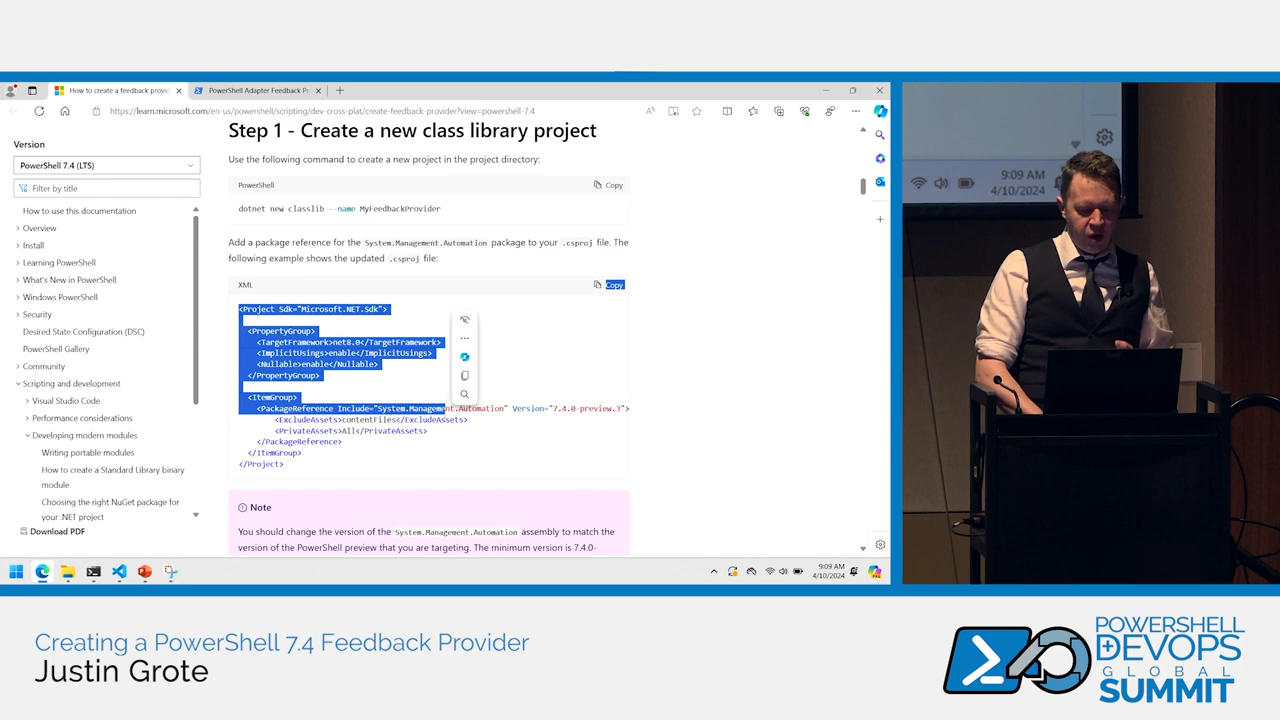 How to create a feedback provid
PowerShell Adapter Feedback P
https://learn.microsoft.com/en-us/powershell/scripting/dev-cross-plat/create-feedback-provider?view=powershell-7.4
Version
PowerShell 7.4 (LTS)
Filter by title
How to use this documentation
Overview
Install
Learning PowerShell
What's New in PowerShell
Windows PowerShell
Security
Desired State Configuration (DSC)
PowerShell Gallery
Community
Scripting and development
Visual Studio Code
Performance considerations
Developing modern modules
Writing portable modules
How to create a Standard Library binary
module
Choosing the right NuGet package for
your .NET project
Download PDF
Step 1 - Create a new class library project
Use the following command to create a new project in the project directory:
PowerShell
Copy
dotnet new classlib --name MyFeedbackProvider
Add a package reference for the System.Management.Automation package to your .csproj file. The
following example shows the updated .csproj file:
XML
Copy
<Project Sdk="Microsoft.NET.Sdk">
<PropertyGroup>
<TargetFramework>net8.0</TargetFramework>
<ImplicitUsings>enable</ImplicitUsings>
<Nullable>enable</Nullable>
</PropertyGroup>
<ItemGroup>
<PackageReference Include="System.Management.Automation" Version="7.4.0-preview.3">
<ExcludeAssets>contentFiles</ExcludeAssets>
<PrivateAssets>All</PrivateAssets>
</PackageReference>
</ItemGroup>
</Project>
Note
You should change the version of the System.Management.Automation assembly to match the
version of the PowerShell preview that you are targeting. The minimum version is 7.4.0-
9:09 AM
4/10/2024
9:09 AM
4/10/2024
Creating a PowerShell 7.4 Feedback Provider
Justin Grote
POWERSHELL
DEVOPS
GLOBAL
SUMMIT